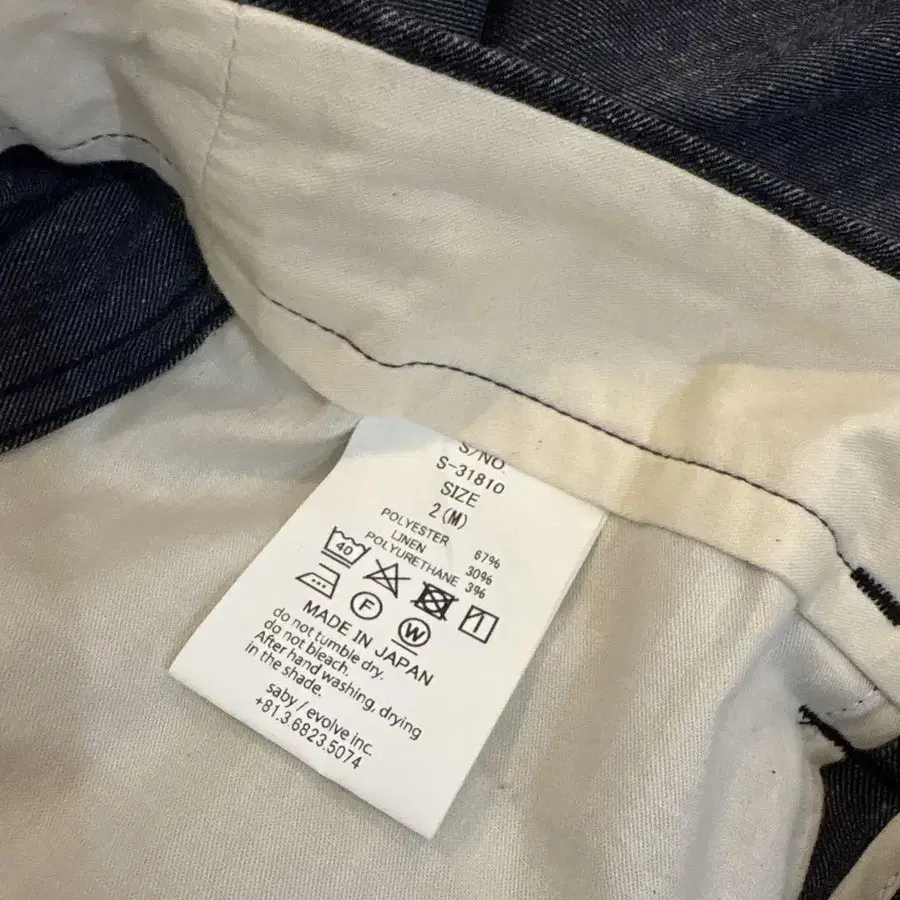 S/NO.
S-31810
SIZE
2(M)
POLYESTER 67%
LINEN 30%
POLYURETHANE 3%
40
F W
MADE IN JAPAN
do not tumble dry.
do not bleach.
After hand washing, drying
in the shade.
saby / evolve inc.
+81.3.6823.5074